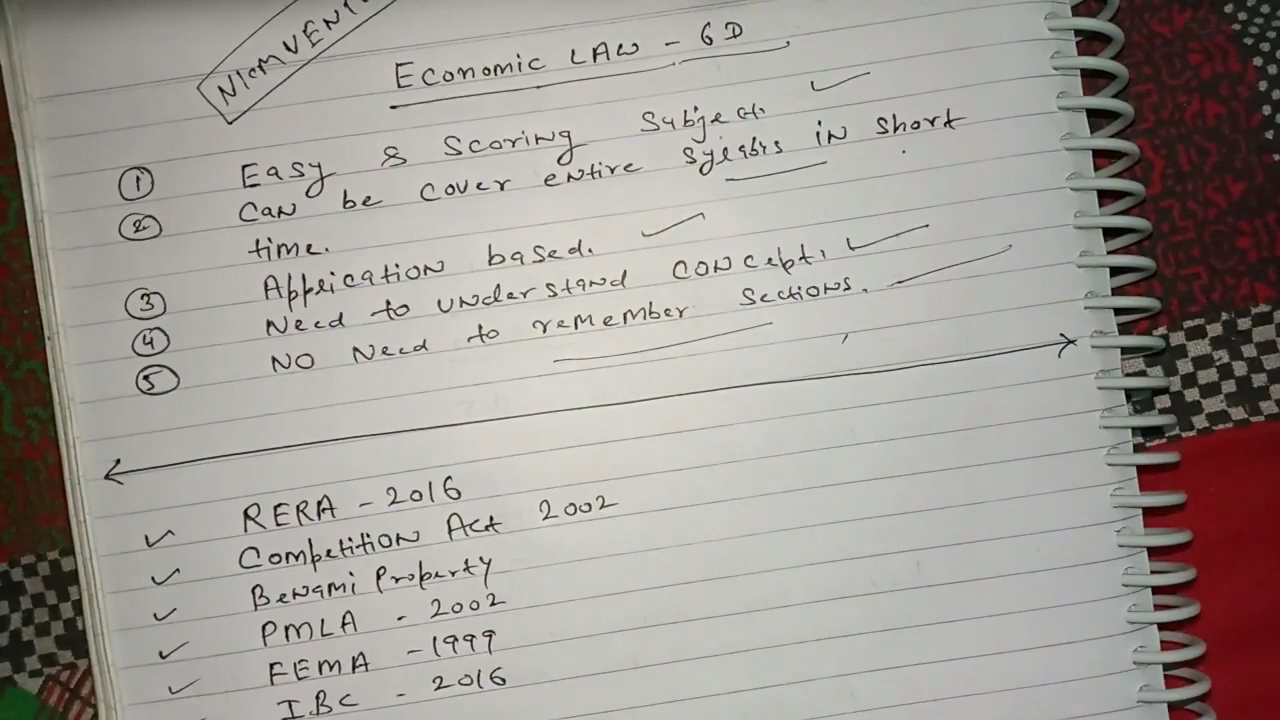 NICMVENT
Economic LAW - 6D
① Easy & Scoring Subject.
② Can be cover entire Sylabis in short
time.
③ Application based.
④ Need to understand concept.
⑤ NO Need to remember Sections.
RERA - 2016
Competition Act 2002
Benami Property
PMLA - 2002
FEMA - 1999
IBC - 2016